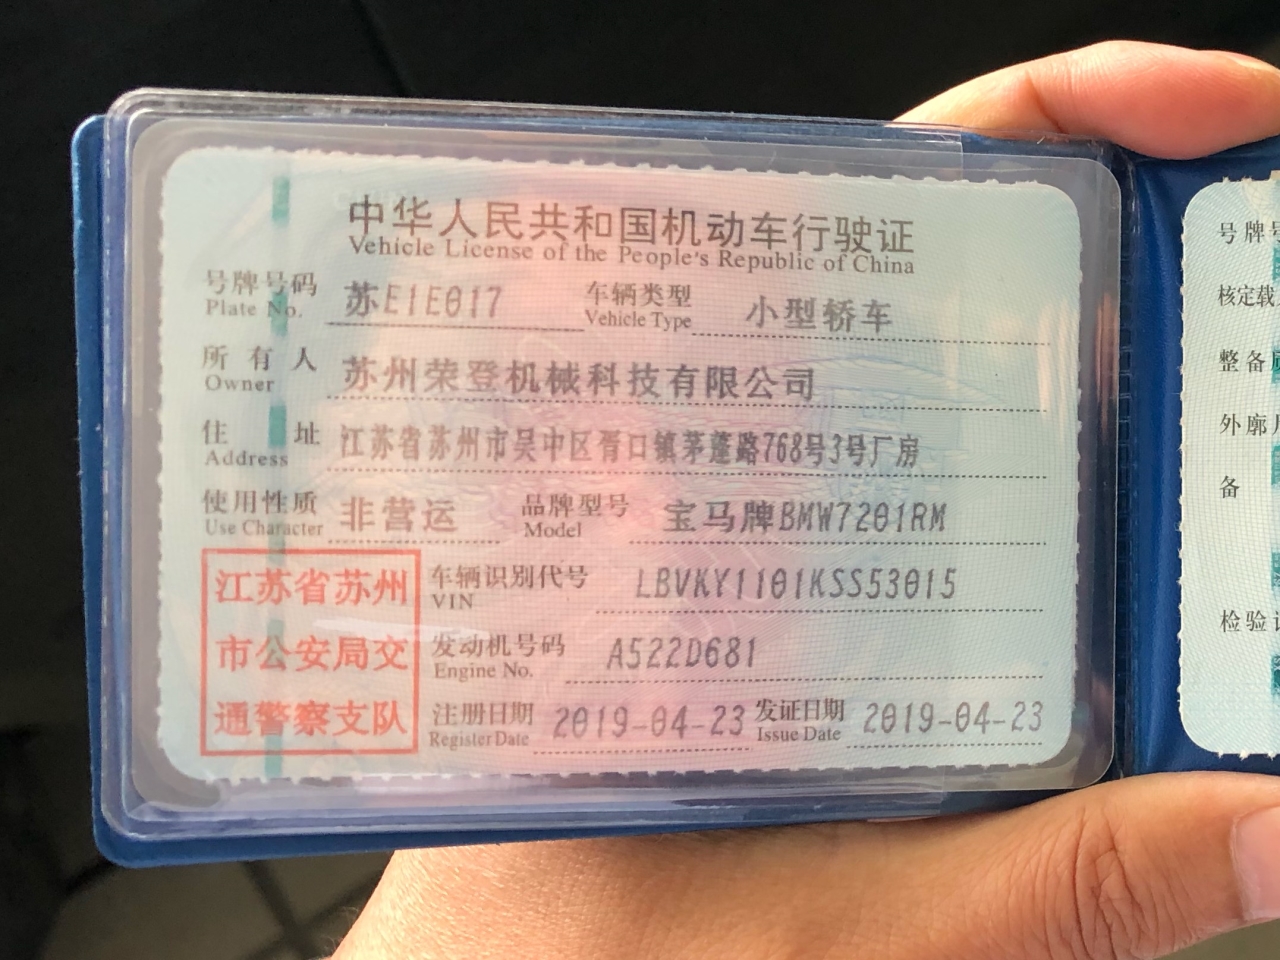 中华人民共和国机动车行驶证
Vehicle License of the People's Republic of China
号牌号码 苏E1E017 车辆类型 小型轿车
Plate No. Vehicle Type
所有人 苏州荣登机械科技有限公司
Owner
住址 江苏省苏州市吴中区胥口镇茅蓬路768号3号厂房
Address
使用性质 非营运 品牌型号 宝马牌BMW7201RM
Use Character Model
江苏省苏州
市公安局交
通警察支队
车辆识别代号 LBVKY1101KSS53015
VIN
发动机号码 A522D681
Engine No.
注册日期 2019-04-23 发证日期 2019-04-23
Register Date Issue Date
号牌号
核定载
整备质
外廓尺
备
检验记